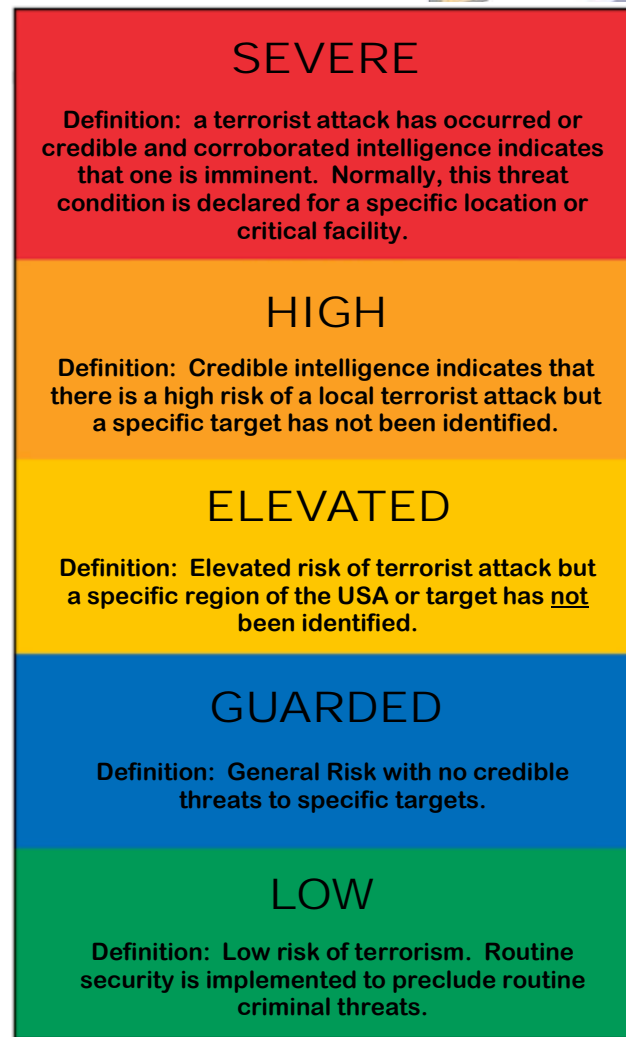 SEVERE
Definition:  a terrorist attack has occurred or
credible and corroborated intelligence indicates
that one is imminent.  Normally, this threat
condition is declared for a specific location or
critical facility.
HIGH
Definition:  Credible intelligence indicates that
there is a high risk of a local terrorist attack but
a specific target has not been identified.
ELEVATED
Definition:  Elevated risk of terrorist attack but
a specific region of the USA or target has not
been identified.
GUARDED
Definition:  General Risk with no credible
threats to specific targets.
LOW
Definition:  Low risk of terrorism.  Routine
security is implemented to preclude routine
criminal threats.